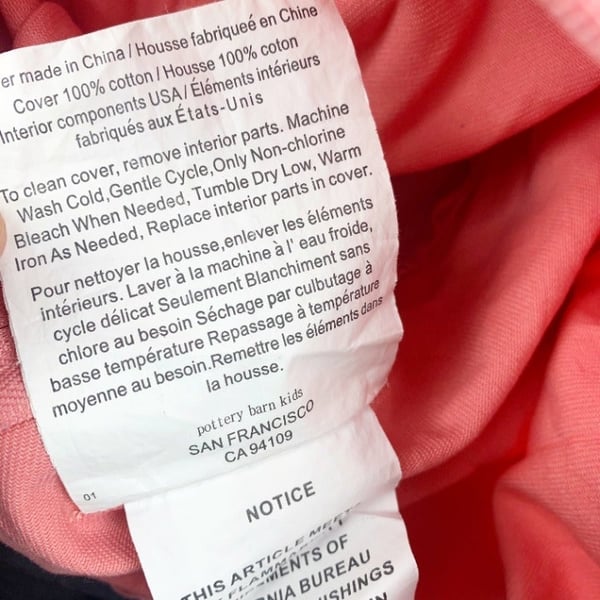 er made in China / Housse fabriqueé en Chine
Cover 100% cotton / Housse 100% coton
Interior components USA / Éléments intérieurs
fabriqués aux États-Unis
To clean cover, remove interior parts. Machine
Wash Cold,Gentle Cycle,Only Non-chlorine
Bleach When Needed, Tumble Dry Low, Warm
Iron As Needed, Replace interior parts in cover.
Pour nettoyer la housse,enlever les éléments
intérieurs. Laver à la machine à l' eau froide,
cycle délicat Seulement Blanchiment sans
chlore au besoin Séchage par culbutage à
basse température Repassage à température
moyenne au besoin.Remettre les éléments dans
la housse.
pottery barn kids
SAN FRANCISCO
CA 94109
01
NOTICE
THIS ARTICLE MEETS
MENTS OF
NIA BUREAU
NISHINGS